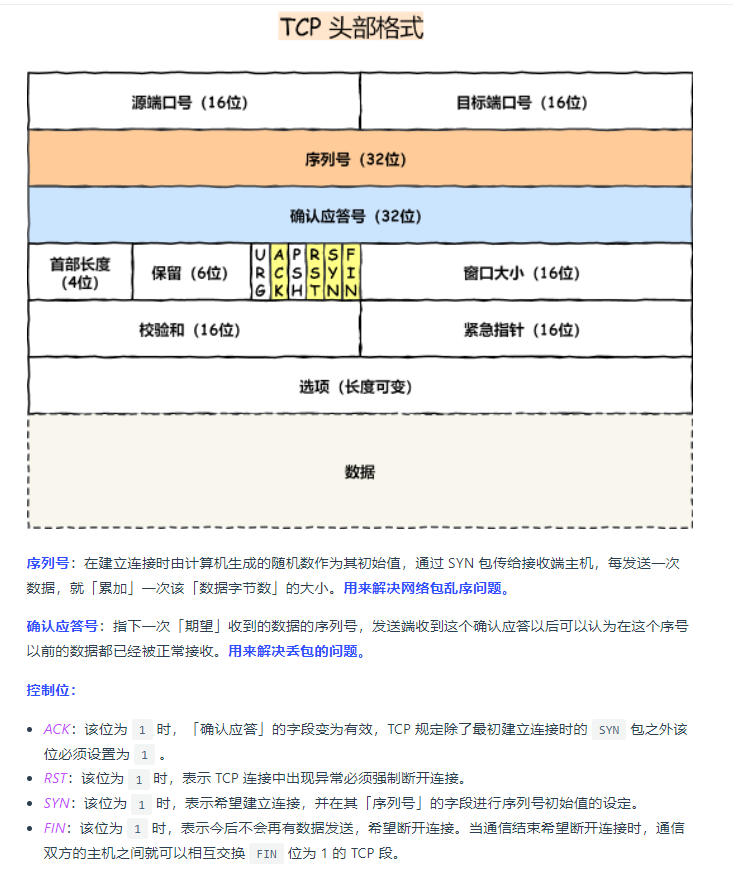 TCP 头部格式
源端口号（16位） 目标端口号（16位）
序列号（32位）
确认应答号（32位）
首部长度（4位） 保留（6位） URG ACK PSH RST SYN FIN 窗口大小（16位）
校验和（16位） 紧急指针（16位）
选项（长度可变）
数据
序列号：在建立连接时由计算机生成的随机数作为其初始值，通过 SYN 包传给接收端主机，每发送一次
数据，就「累加」一次该「数据字节数」的大小。用来解决网络包乱序问题。
确认应答号：指下一次「期望」收到的数据的序列号，发送端收到这个确认应答以后可以认为在这个序号
以前的数据都已经被正常接收。用来解决丢包的问题。
控制位：
• ACK：该位为 1 时，「确认应答」的字段变为有效，TCP 规定除了最初建立连接时的 SYN 包之外该
位必须设置为 1 。
• RST：该位为 1 时，表示 TCP 连接中出现异常必须强制断开连接。
• SYN：该位为 1 时，表示希望建立连接，并在其「序列号」的字段进行序列号初始值的设定。
• FIN：该位为 1 时，表示今后不会再有数据发送，希望断开连接。当通信结束希望断开连接时，通信
双方的主机之间就可以相互交换 FIN 位为 1 的 TCP 段。